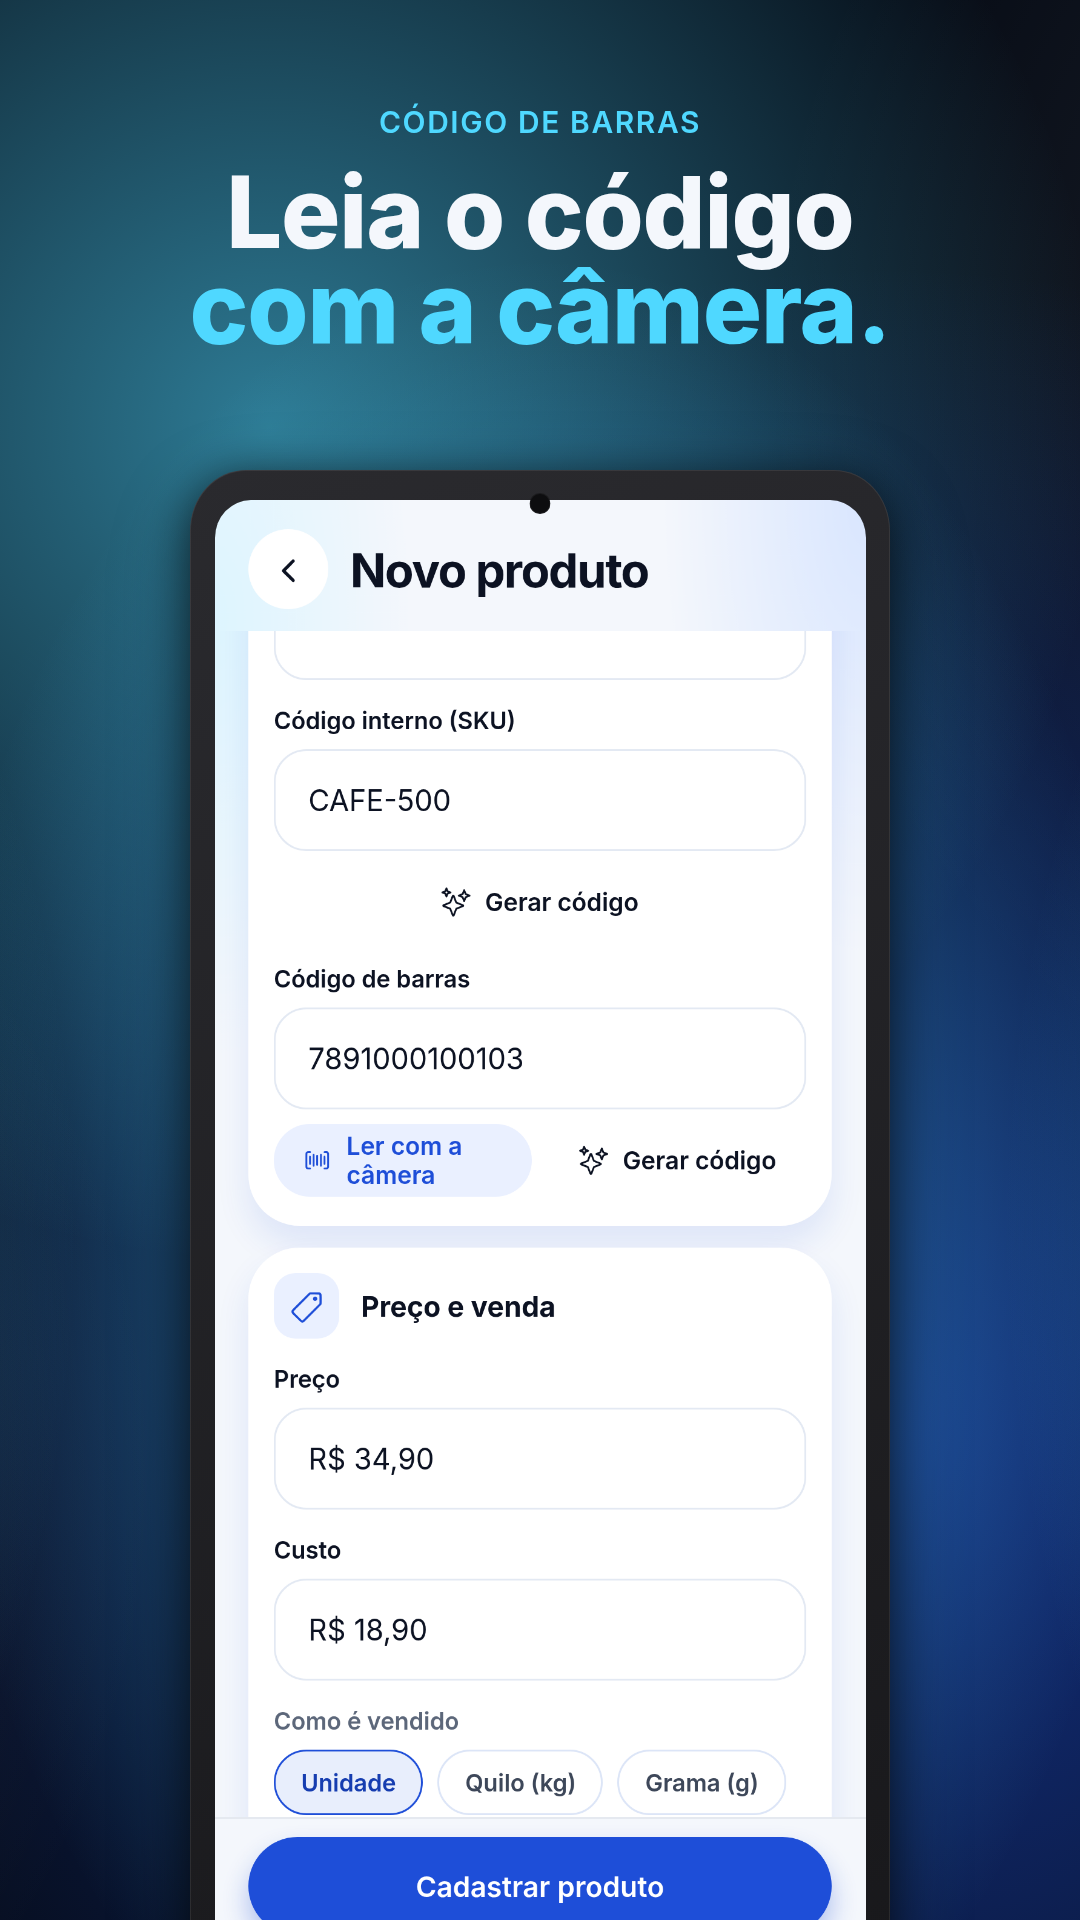 CÓDIGO DE BARRAS
Leia o código
com a câmera.
Novo produto
Código interno (SKU)
CAFE-500
Gerar código
Código de barras
7891000100103
Ler com a
câmera
Gerar código
Preço e venda
Preço
R$ 34,90
Custo
R$ 18,90
Como é vendido
Unidade
Quilo (kg)
Grama (g)
Cadastrar produto